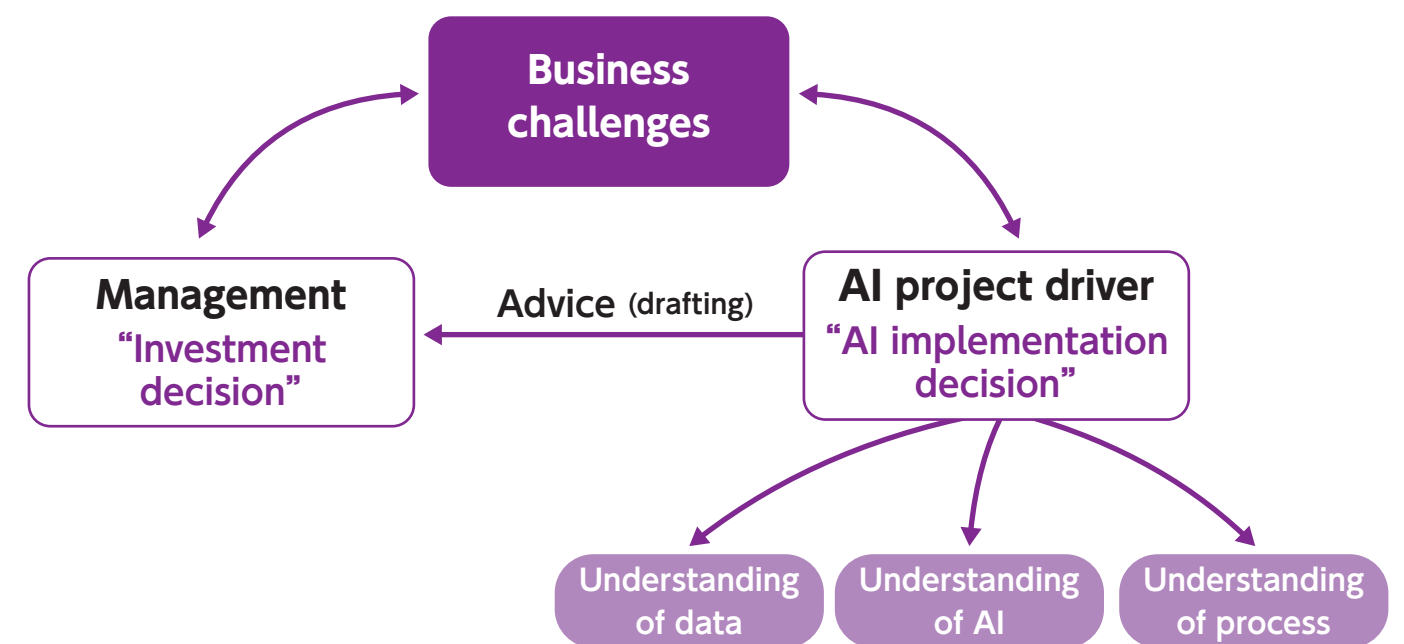 Business
challenges
Management
“Investment
decision”
Advice (drafting)
AI project driver
“AI implementation
decision”
Understanding
of data
Understanding
of AI
Understanding
of process